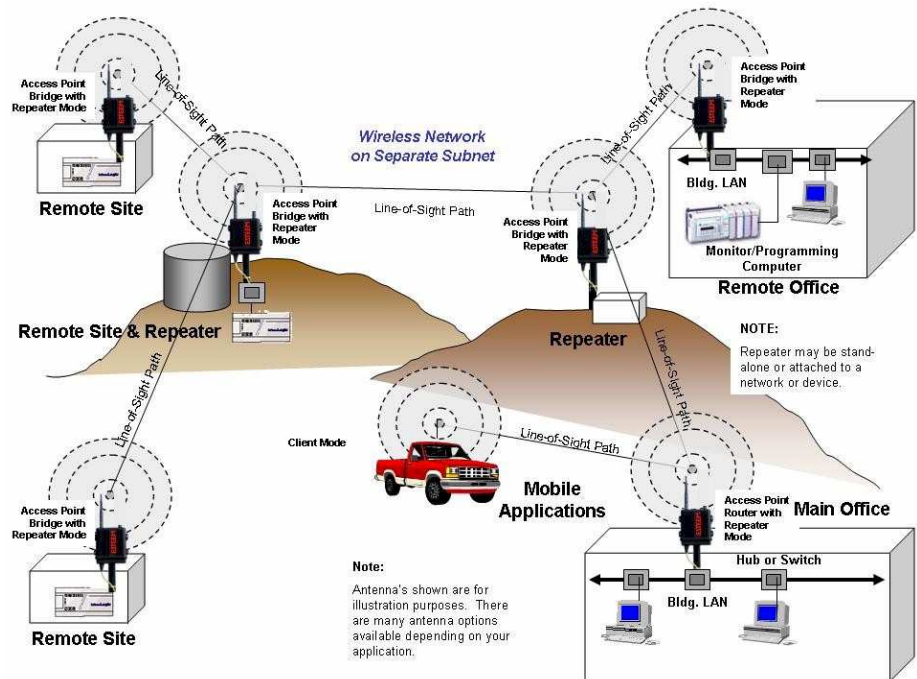 Access Point
Bridge with
Repeater Mode
ESTEEM
Remote Site
Line-of-Sight Path
Wireless Network
on Separate Subnet
Line-of-Sight Path
Line-of-Sight Path
Access Point
Bridge with
Repeater
Mode
ESTEEM
Bldg. LAN
Monitor/Programming
Computer
Remote Office
Access Point
Bridge with
Repeater
Mode
ESTEEM
Remote Site & Repeater
Access Point
Bridge with
Repeater
Mode
ESTEEM
Repeater
NOTE:
Repeater may be stand-
alone or attached to a
network or device.
Line-of-Sight Path
Line-of-Sight Path
Client Mode
Line-of-Sight Path
Mobile
Applications
Access Point
Bridge with
Repeater Mode
ESTEEM
Remote Site
Note:
Antenna's shown are for
illustration purposes. There
are many antenna options
available depending on your
application.
Main Office
Access Point
Router with
Repeater
Mode
ESTEEM
Hub or Switch
Bldg. LAN